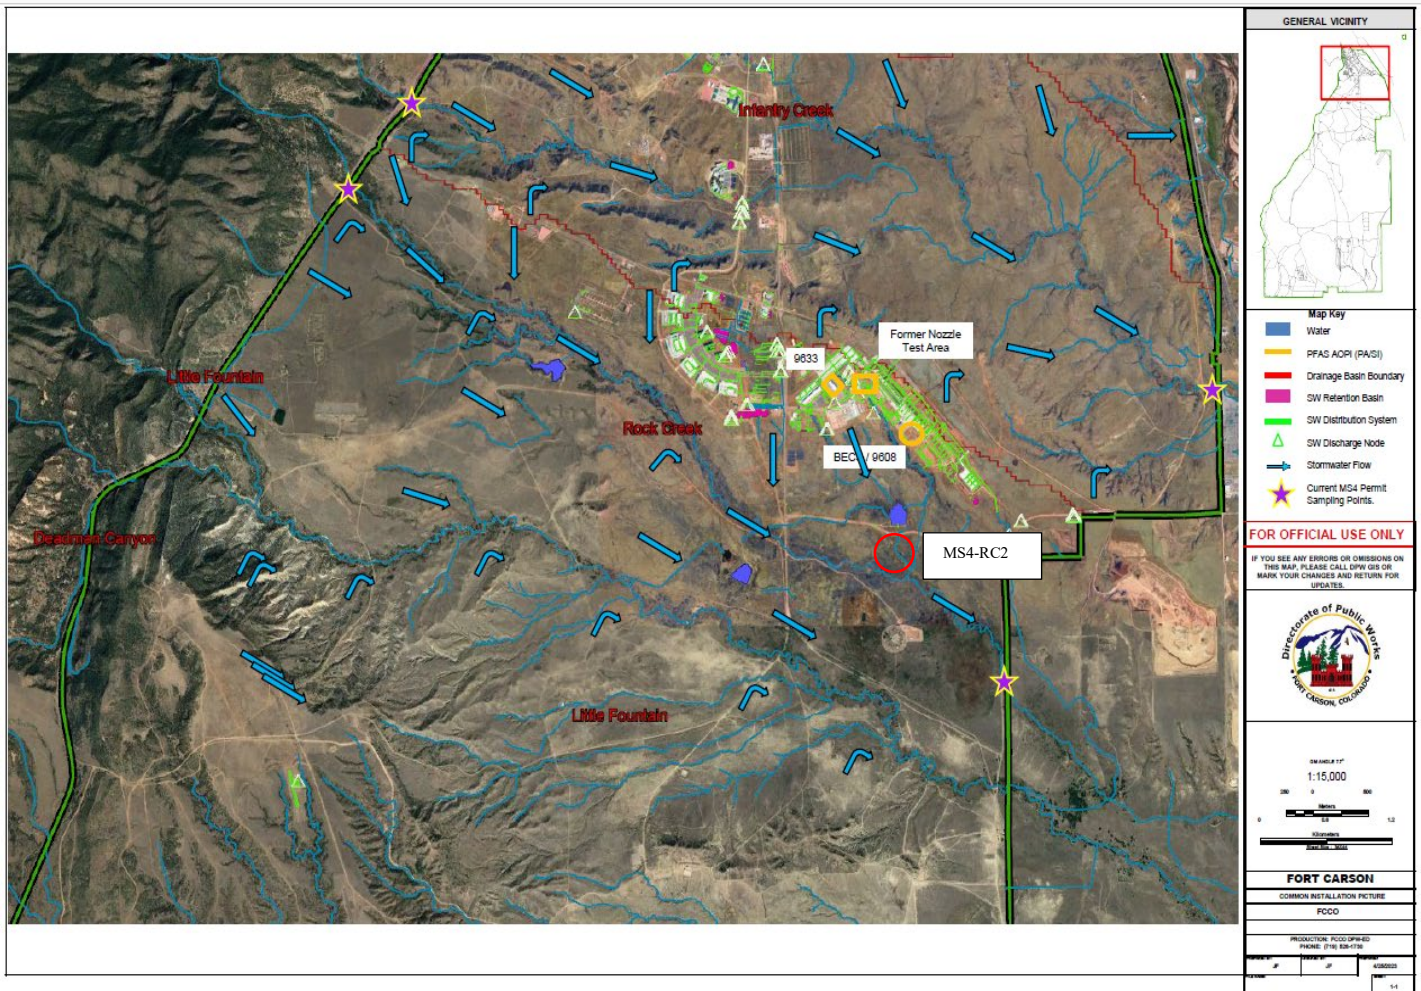 Infantry Creek
Former Nozzle
Test Area
9633
Little Fountain
Rock Creek
9608
Deadman Canyon
MS4-RC2
Little Fountain
GENERAL VICINITY
Map Key
Water
PFAS AOPI (PA/SI)
Drainage Basin Boundary
SW Retention Basin
SW Distribution System
SW Discharge Node
Stormwater Flow
Current MS4 Permit
Sampling Points.
FOR OFFICIAL USE ONLY
IF YOU SEE ANY ERRORS OR OMISSIONS ON
THIS MAP, PLEASE CALL DPW GIS OR
MARK YOUR CHANGES AND RETURN FOR
UPDATES.
Directorate of Public Works
FORT CARSON, COLORADO
1:15,000
Meters
Kilometers
FORT CARSON
COMMON INSTALLATION PICTURE
FCCO
PRODUCTION: FCCO DPW-ED
1-1